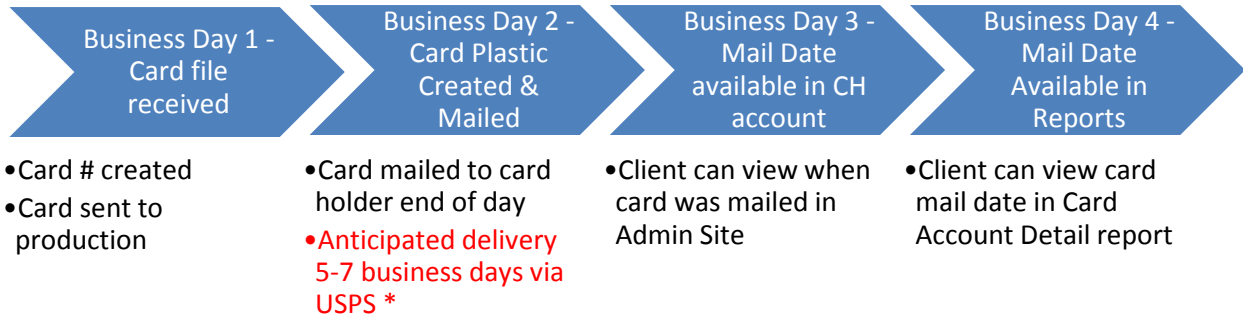 Business Day 1 -
Card file
received
Business Day 2 -
Card Plastic
Created &
Mailed
Business Day 3 -
Mail Date
available in CH
account
Business Day 4 -
Mail Date
Available in
Reports
•Card # created
•Card sent to
production
•Card mailed to card
holder end of day
•Anticipated delivery
5-7 business days via
USPS *
•Client can view when
card was mailed in
Admin Site
•Client can view card
mail date in Card
Account Detail report